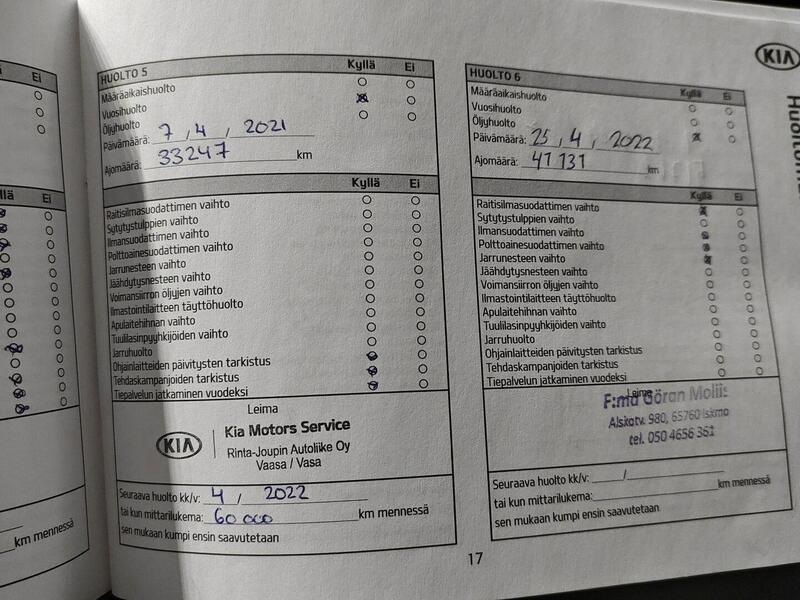 Ei
HUOLTO 5 Kyllä Ei
Määräaikaishuolto
Vuosihuolto
Öljyhuolto
Päivämäärä: 7, 4, 2021
Ajomäärä: 33247 km
Kyllä Ei
Raitisilmasuodattimen vaihto
Sytytystulppien vaihto
Ilmansuodattimen vaihto
Polttoainesuodattimen vaihto
Jarrunesteen vaihto
Jäähdytysnesteen vaihto
Voimansiirron öljyjen vaihto
Ilmastointilaitteen täyttöhuolto
Apulaitehihnan vaihto
Tuulilasinpyyhkijöiden vaihto
Jarruhuolto
Ohjainlaitteiden päivitysten tarkistus
Tehdaskampanjoiden tarkistus
Tiepalvelun jatkaminen vuodeksi
Leima
KIA Kia Motors Service
Rinta-Joupin Autoliike Oy
Vaasa / Vasa
Seuraava huolto kk/v: 4 / 2022
tai kun mittarilukema: 60 000 km mennessä
sen mukaan kumpi ensin saavutetaan
KIA
HUOLTO 6 Kyllä Ei
Määräaikaishuolto
Vuosihuolto
Öljyhuolto
Päivämäärä: 25, 4, 2022
Ajomäärä: 41 131 km
Kyllä Ei
Raitisilmasuodattimen vaihto
Sytytystulppien vaihto
Ilmansuodattimen vaihto
Polttoainesuodattimen vaihto
Jarrunesteen vaihto
Jäähdytysnesteen vaihto
Voimansiirron öljyjen vaihto
Ilmastointilaitteen täyttöhuolto
Apulaitehihnan vaihto
Tuulilasinpyyhkijöiden vaihto
Jarruhuolto
Ohjainlaitteiden päivitysten tarkistus
Tehdaskampanjoiden tarkistus
Tiepalvelun jatkaminen vuodeksi
Leima
F:ma Göran Moliis
Alskatv. 980, 65760 Iskmo
tel. 050 4656 361
Seuraava huolto kk/v: /
tai kun mittarilukema: km mennessä
sen mukaan kumpi ensin saavutetaan
17
Ei
km mennessä